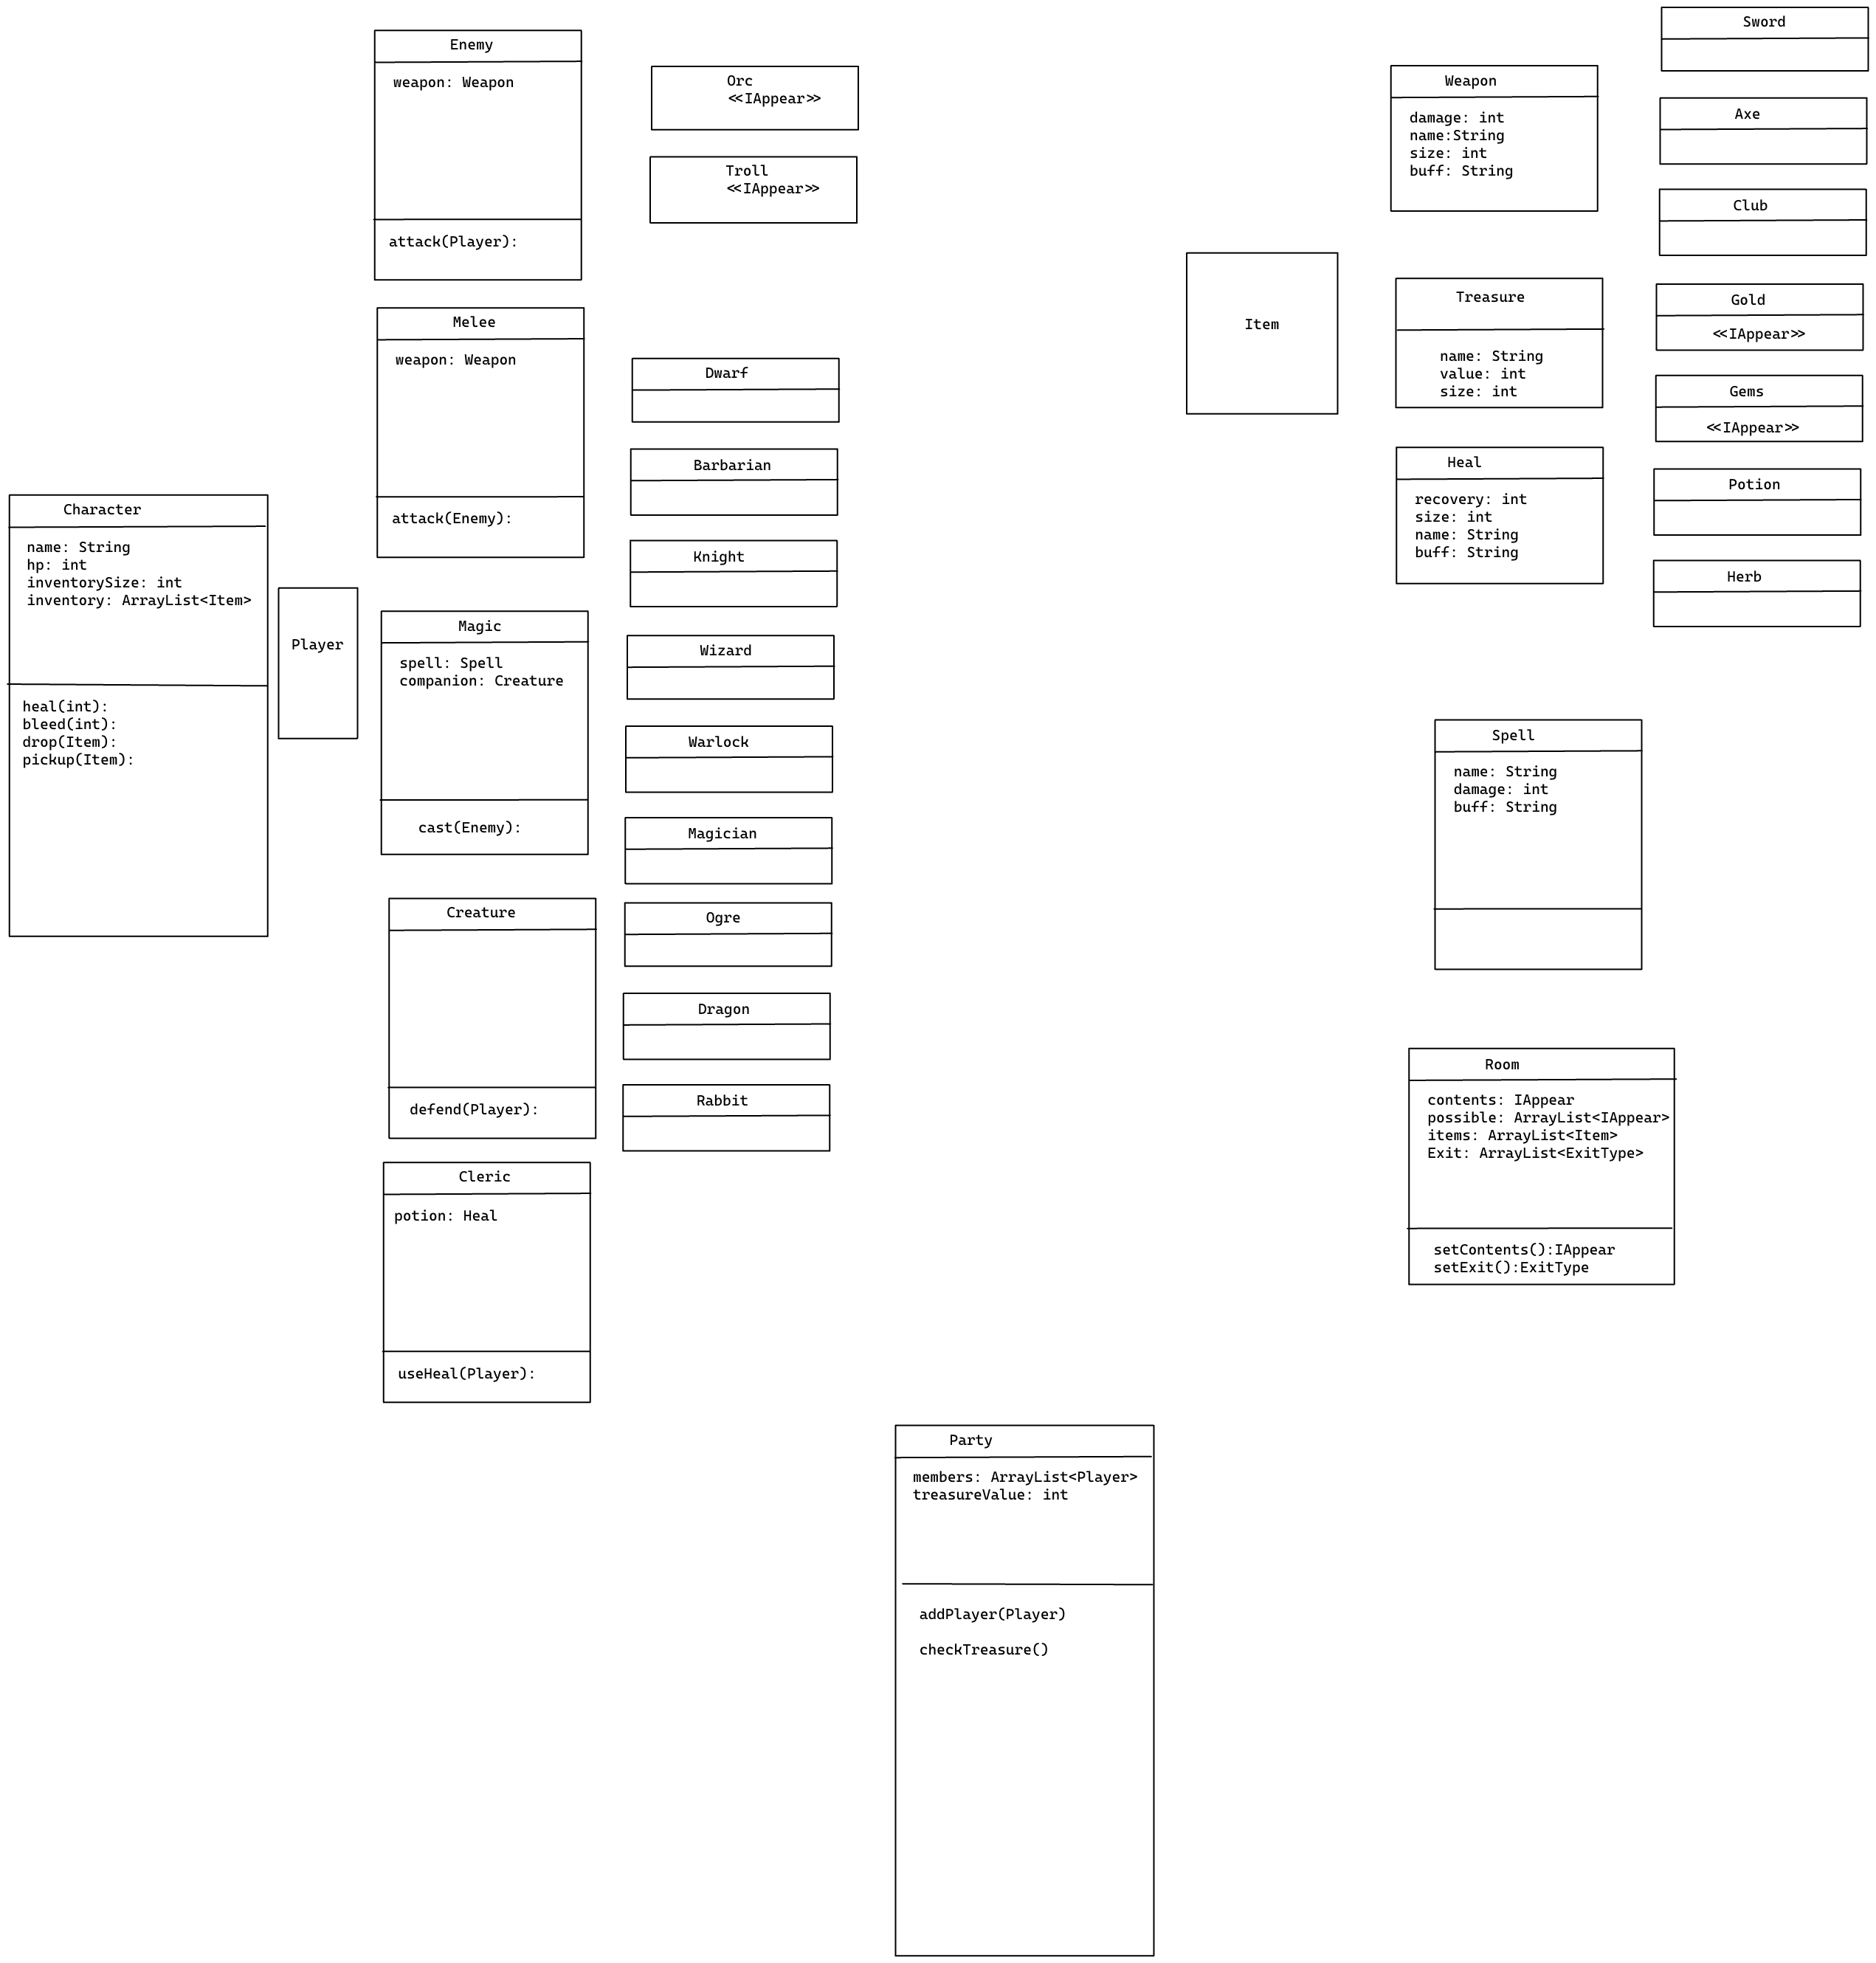 Enemy
weapon: Weapon
attack(Player):
Orc
<<IAppear>>
Troll
<<IAppear>>
Melee
weapon: Weapon
attack(Enemy):
Dwarf
Barbarian
Knight
Character
name: String
hp: int
inventorySize: int
inventory: ArrayList<Item>
heal(int):
bleed(int):
drop(Item):
pickup(Item):
Player
Magic
spell: Spell
companion: Creature
cast(Enemy):
Wizard
Warlock
Magician
Creature
defend(Player):
Ogre
Dragon
Rabbit
Cleric
potion: Heal
useHeal(Player):
Item
Weapon
damage: int
name:String
size: int
buff: String
Sword
Axe
Club
Treasure
name: String
value: int
size: int
Gold
<<IAppear>>
Gems
<<IAppear>>
Heal
recovery: int
size: int
name: String
buff: String
Potion
Herb
Spell
name: String
damage: int
buff: String
Room
contents: IAppear
possible: ArrayList<IAppear>
items: ArrayList<Item>
Exit: ArrayList<ExitType>
setContents():IAppear
setExit():ExitType
Party
members: ArrayList<Player>
treasureValue: int
addPlayer(Player)
checkTreasure()